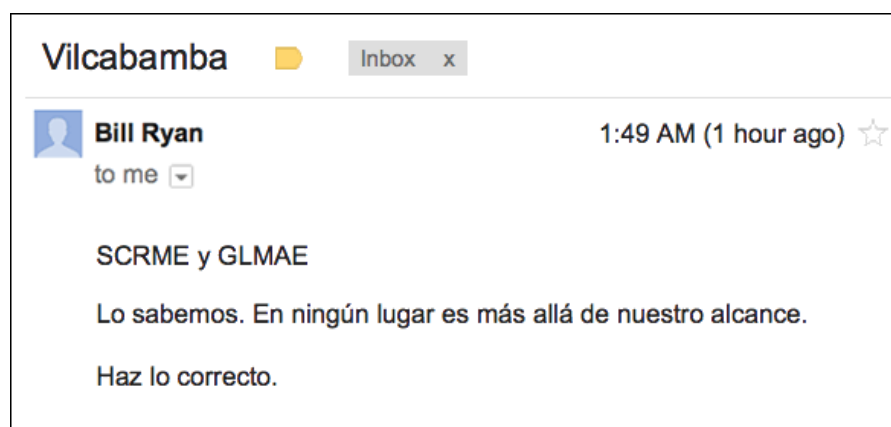 Vilcabamba Inbox x
Bill Ryan 1:49 AM (1 hour ago)
to me
SCRME y GLMAE
Lo sabemos. En ningún lugar es más allá de nuestro alcance.
Haz lo correcto.